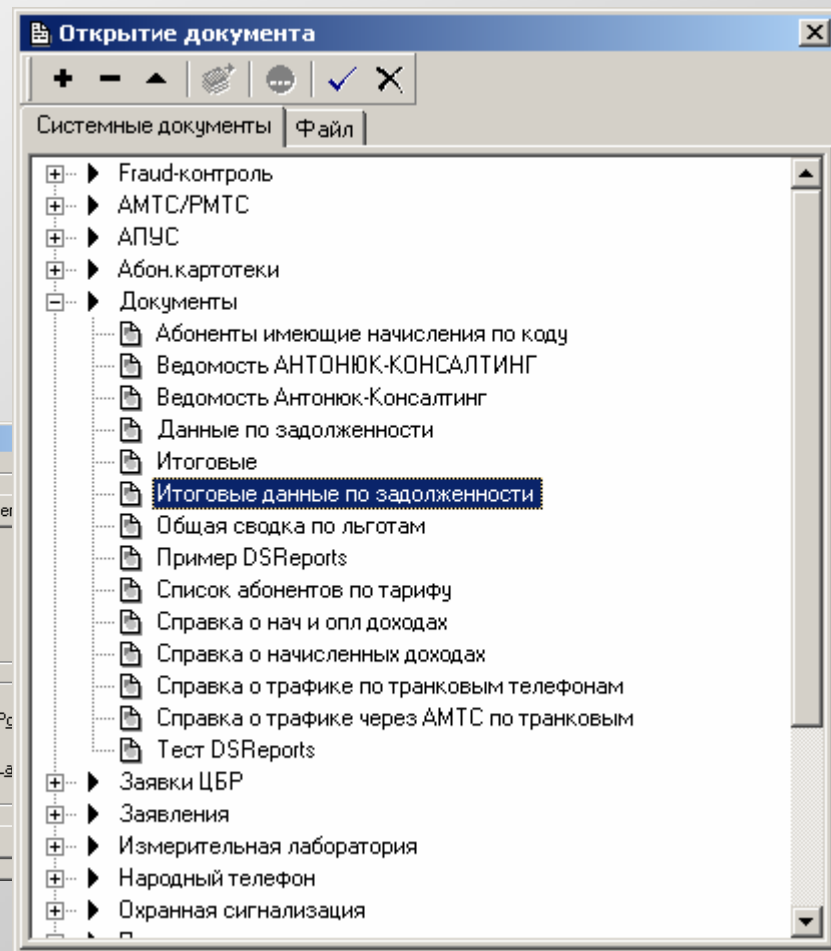 Открытие документа
Системные документы Файл
Fraud-контроль
АМТС/РМТС
АПУС
Абон.картотеки
Документы
Абоненты имеющие начисления по коду
Ведомость АНТОНЮК-КОНСАЛТИНГ
Ведомость Антонюк-Консалтинг
Данные по задолженности
Итоговые
Итоговые данные по задолженности
Общая сводка по льготам
Пример DSReports
Список абонентов по тарифу
Справка о нач и опл доходах
Справка о начисленных доходах
Справка о трафике по транковым телефонам
Справка о трафике через АМТС по транковым
Тест DSReports
Заявки ЦБР
Заявления
Измерительная лаборатория
Народный телефон
Охранная сигнализация